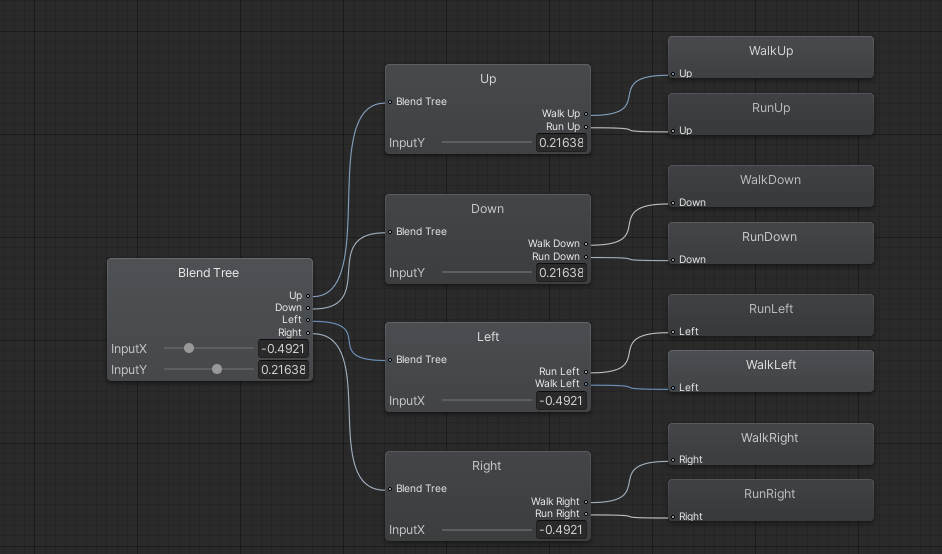 Blend Tree
Up
Down
Left
Right
InputX -0.4921
InputY 0.21638
Up
Blend Tree
Walk Up
Run Up
InputY 0.21638
Down
Blend Tree
Walk Down
Run Down
InputY 0.21638
Left
Blend Tree
Run Left
Walk Left
InputX -0.4921
Right
Blend Tree
Walk Right
Run Right
InputX -0.4921
WalkUp
Up
RunUp
Up
WalkDown
Down
RunDown
Down
RunLeft
Left
WalkLeft
Left
WalkRight
Right
RunRight
Right